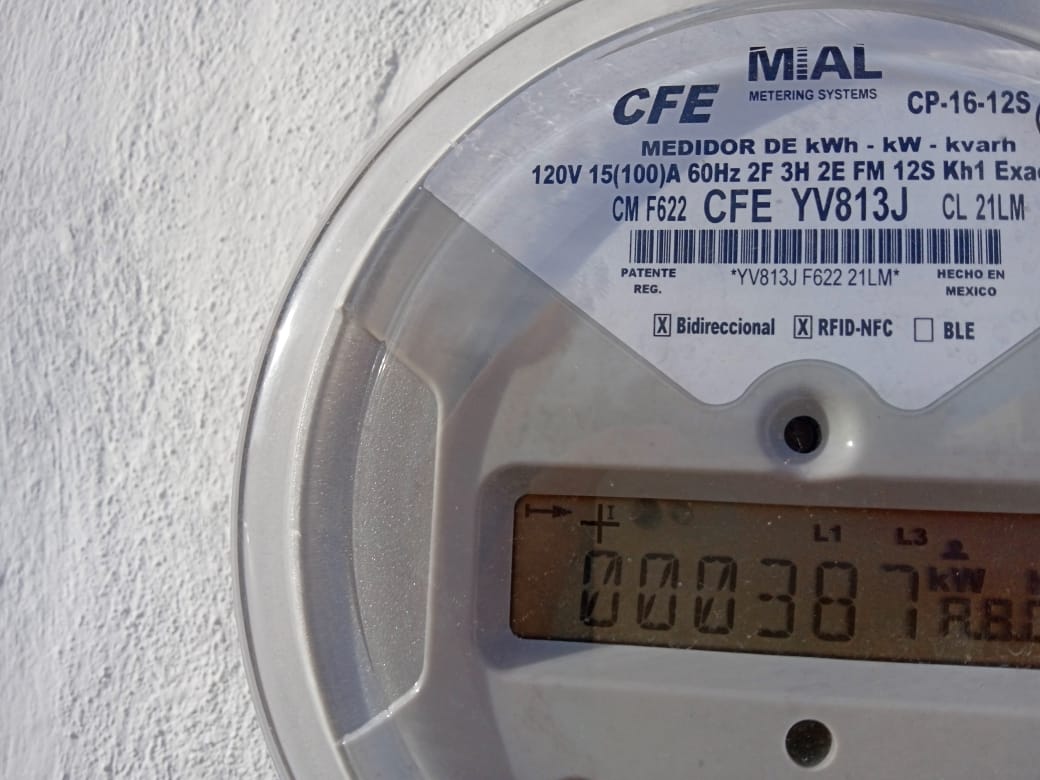 MIAL
METERING SYSTEMS
CFE
CP-16-12S
MEDIDOR DE kWh - kW - kvarh
120V 15(100)A 60Hz 2F 3H 2E FM 12S Kh1
CM F622 CFE YV813J CL 21LM
PATENTE REG.
*YV813J F622 21LM*
HECHO EN MEXICO
X Bidireccional X RFID-NFC BLE
I
L1 L3
000387 kW